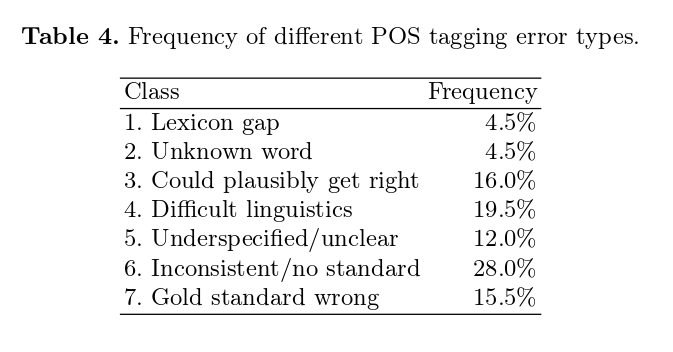 Table 4. Frequency of different POS tagging error types.
Class Frequency
1. Lexicon gap 4.5%
2. Unknown word 4.5%
3. Could plausibly get right 16.0%
4. Difficult linguistics 19.5%
5. Underspecified/unclear 12.0%
6. Inconsistent/no standard 28.0%
7. Gold standard wrong 15.5%